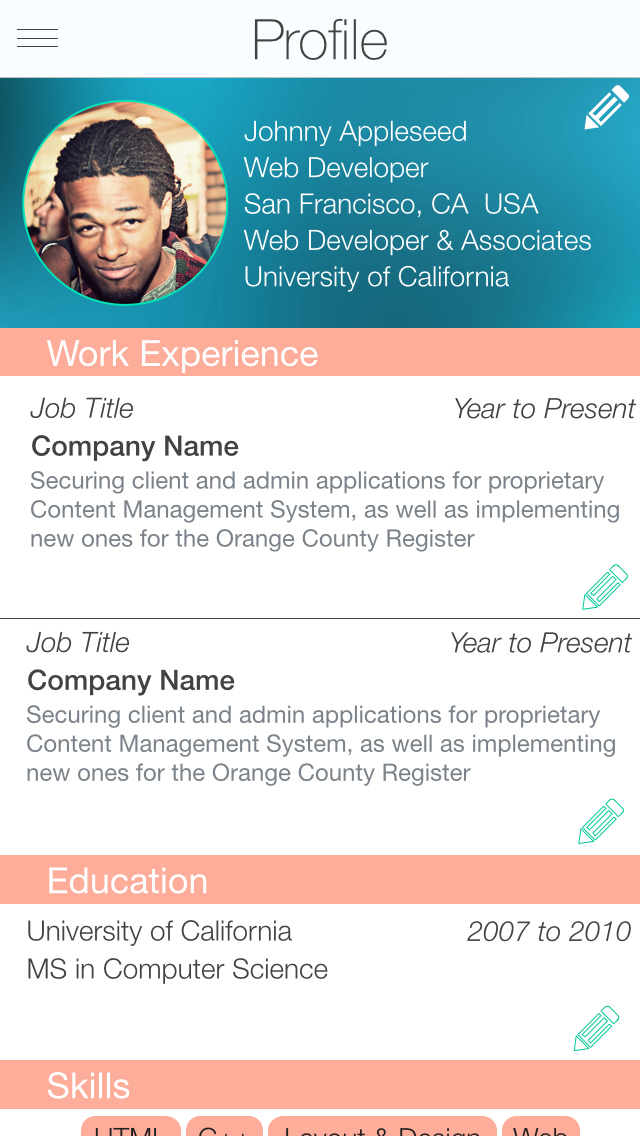 Profile
Johnny Appleseed
Web Developer
San Francisco, CA  USA
Web Developer & Associates
University of California
Work Experience
Job Title
Year to Present
Company Name
Securing client and admin applications for proprietary
Content Management System, as well as implementing
new ones for the Orange County Register
Job Title
Year to Present
Company Name
Securing client and admin applications for proprietary
Content Management System, as well as implementing
new ones for the Orange County Register
Education
University of California
2007 to 2010
MS in Computer Science
Skills
HTML C++ Layout & Design Web